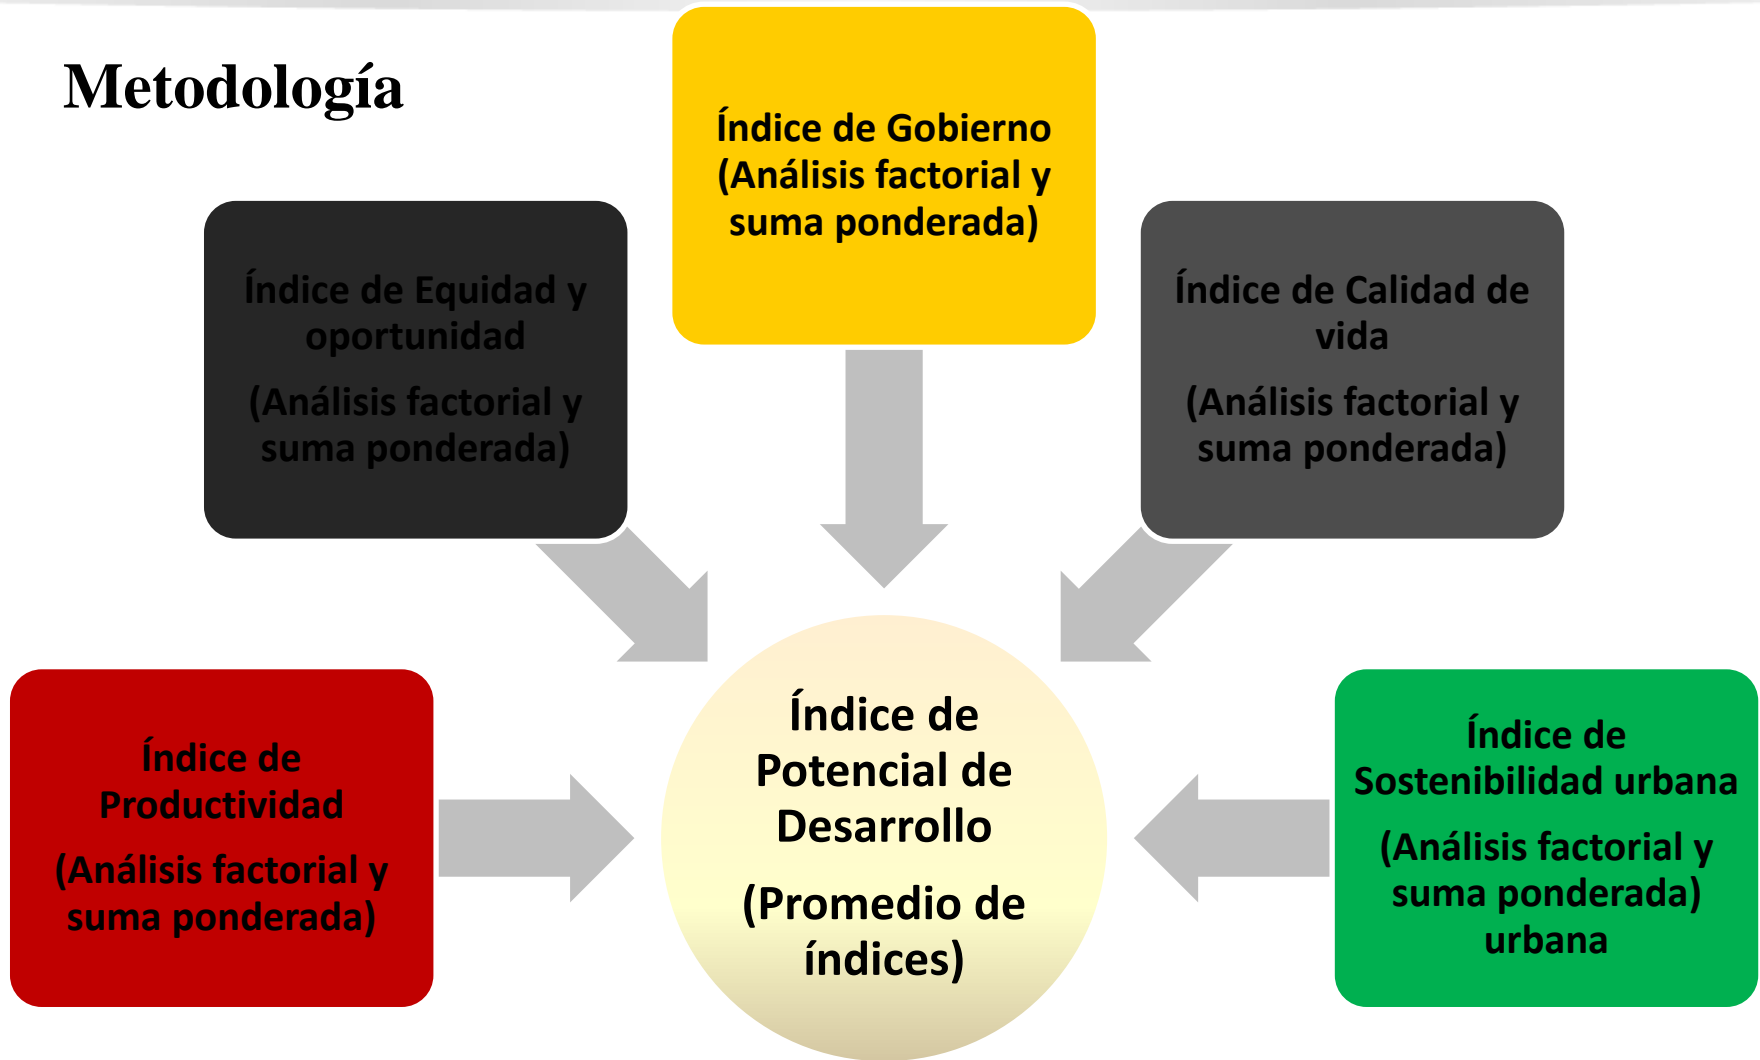 Metodología
Índice de Gobierno
(Análisis factorial y
suma ponderada)
Índice de Equidad y
oportunidad
(Análisis factorial y
suma ponderada)
Índice de Calidad de
vida
(Análisis factorial y
suma ponderada)
Índice de
Productividad
(Análisis factorial y
suma ponderada)
Índice de
Potencial de
Desarrollo
(Promedio de
índices)
Índice de
Sostenibilidad urbana
(Análisis factorial y
suma ponderada)
urbana